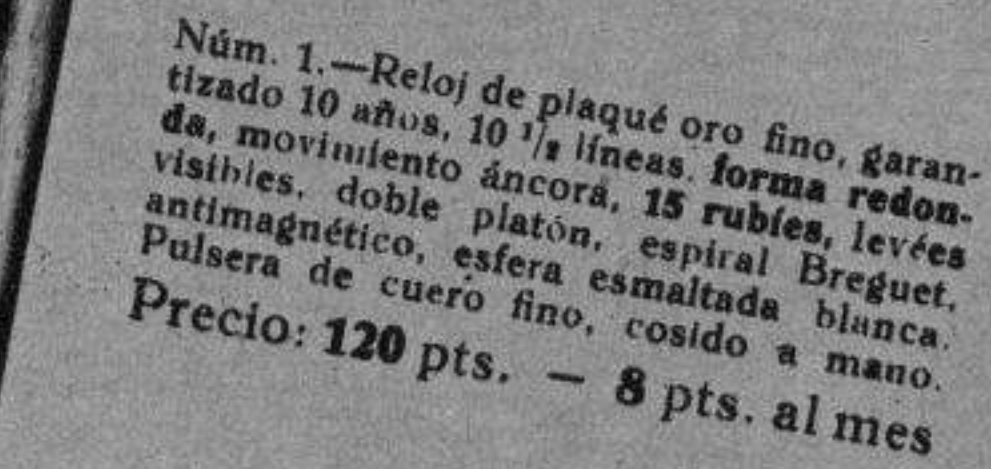 Núm. 1.—Reloj de plaqué oro fino, garan-
tizado 10 años, 10 1/2 líneas, forma redon-
da, movimiento áncora, 15 rubíes, levées
visibles, doble platón, espiral Breguet,
antimagnético, esfera esmaltada blanca.
Pulsera de cuero fino, cosido a mano.
Precio: 120 pts. — 8 pts. al mes